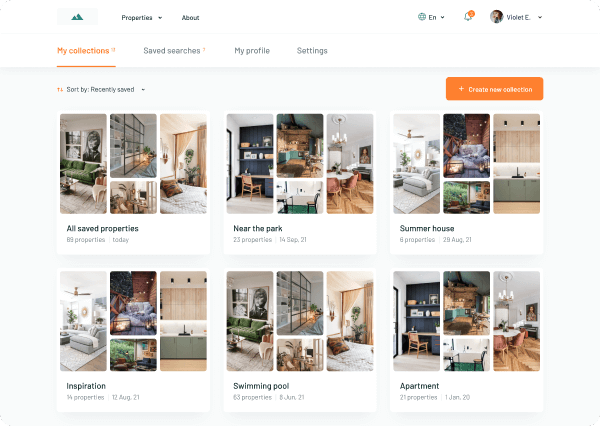 Properties
About
En
Violet E.
My collections
Saved searches
My profile
Settings
Sort by: Recently saved
Create new collection
All saved properties
89 properties | today
Near the park
23 properties | 14 Sep, 21
Summer house
6 properties | 29 Aug, 21
Inspiration
14 properties | 12 Aug, 21
Swimming pool
63 properties | 8 Jun, 21
Apartment
21 properties | 1 Jan, 20